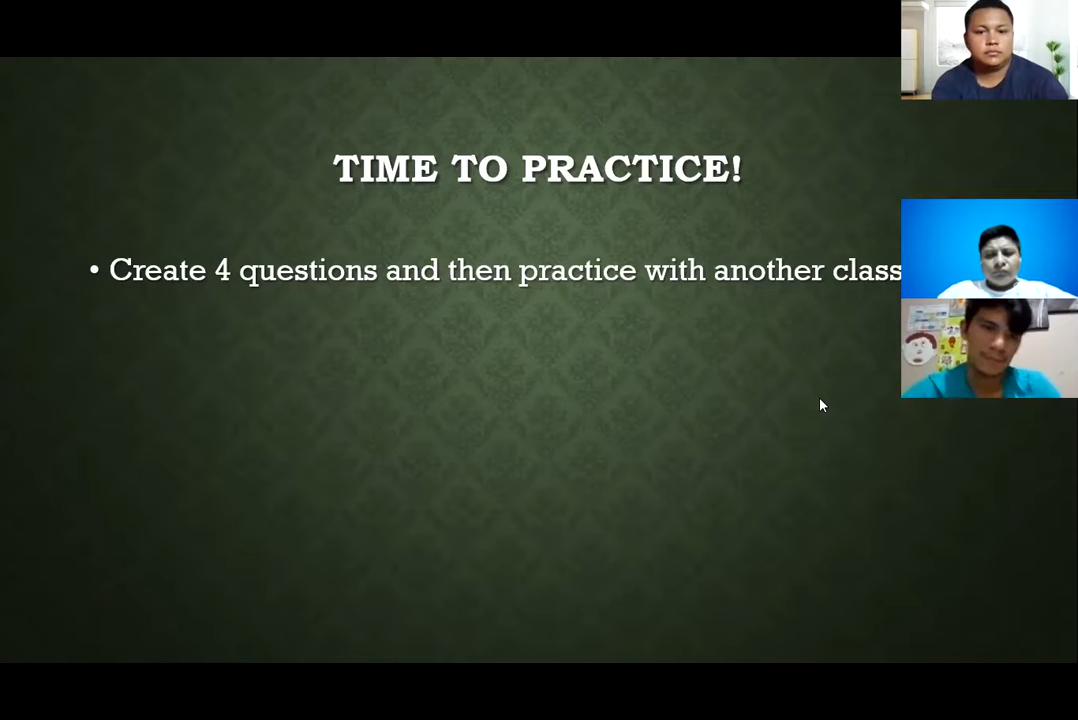 TIME TO PRACTICE!
• Create 4 questions and then practice with another class